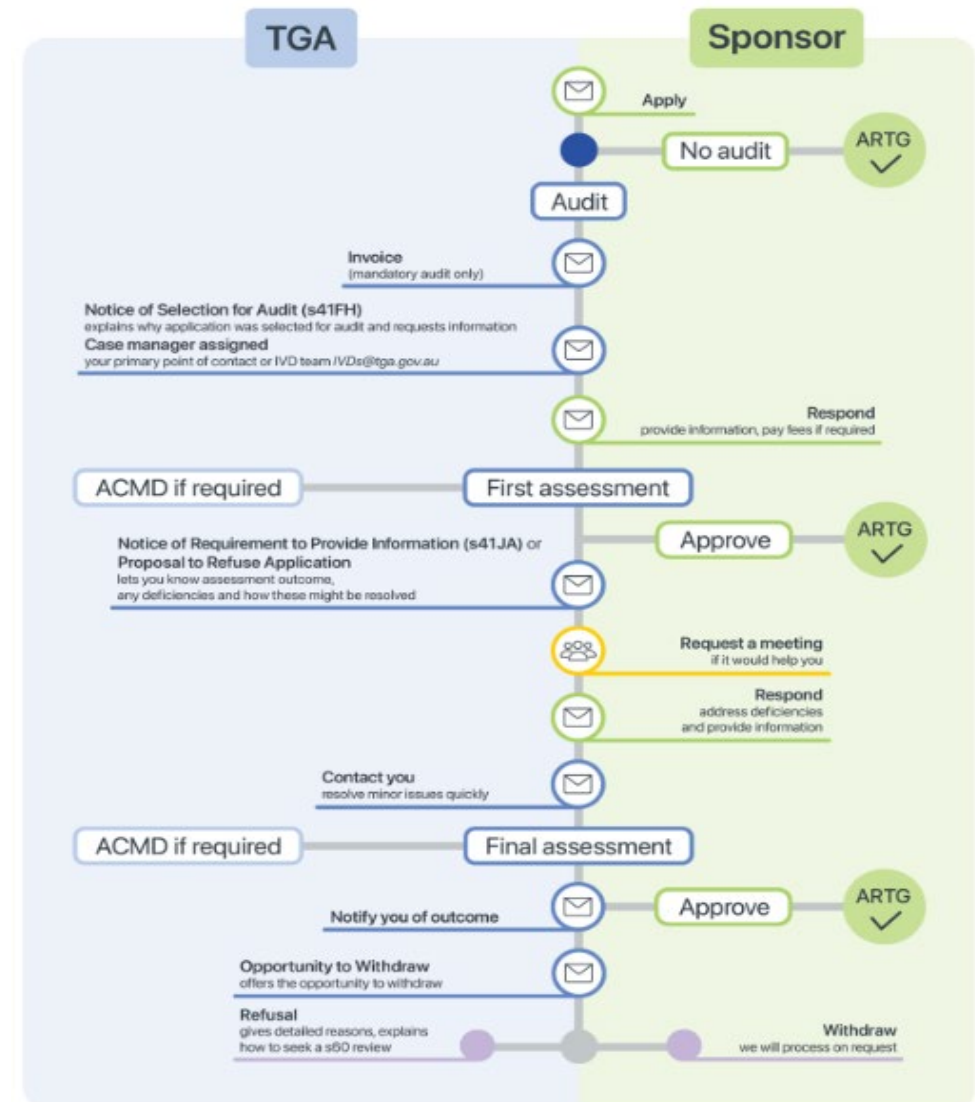 TGA
Sponsor
Apply
No audit
ARTG
Audit
Invoice
(mandatory audit only)
Notice of Selection for Audit (s41FH)
explains why application was selected for audit and requests information
Case manager assigned
your primary point of contact or IVD team IVDs@tga.gov.au
Respond
provide information, pay fees if required
ACMD if required
First assessment
Approve
ARTG
Notice of Requirement to Provide Information (s41JA) or
Proposal to Refuse Application
lets you know assessment outcome,
any deficiencies and how these might be resolved
Request a meeting
if it would help you
Respond
address deficiencies
and provide information
Contact you
resolve minor issues quickly
ACMD if required
Final assessment
Notify you of outcome
Approve
ARTG
Opportunity to Withdraw
offers the opportunity to withdraw
Refusal
gives detailed reasons, explains
how to seek a s60 review
Withdraw
we will process on request